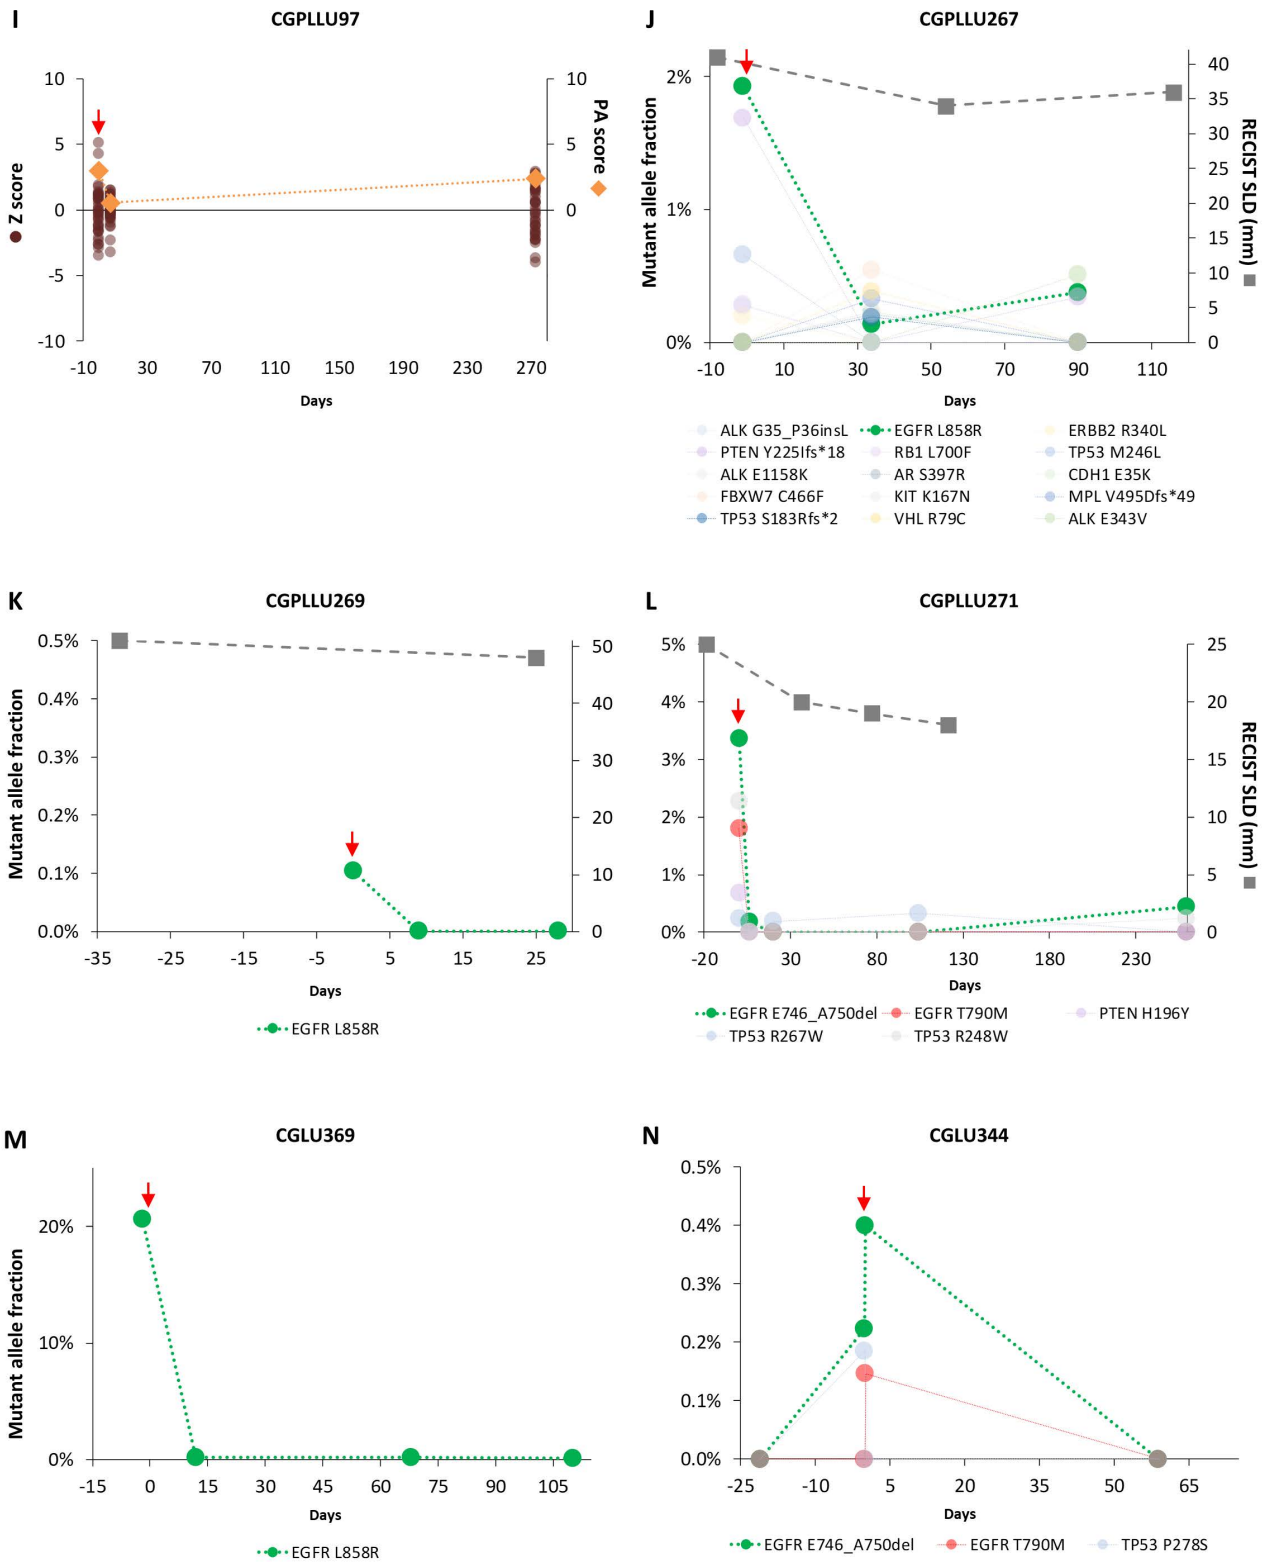 I
CGPLLU97
10
5
0
-5
-10
Z score
10
5
0
PA score
-10 30 70 110 150 190 230 270
Days
J
CGPLLU267
2%
1%
0%
Mutant allele fraction
40
35
30
25
20
15
10
5
0
RECIST SLD (mm)
-10 10 30 50 70 90 110
Days
ALK G35_P36insL EGFR L858R ERBB2 R340L
PTEN Y225Ifs*18 RB1 L700F TP53 M246L
ALK E1158K AR S397R CDH1 E35K
FBXW7 C466F KIT K167N MPL V495Dfs*49
TP53 S183Rfs*2 VHL R79C ALK E343V
K
CGPLLU269
0.5%
0.4%
0.3%
0.2%
0.1%
0.0%
Mutant allele fraction
50
40
30
20
10
0
-35 -25 -15 -5 5 15 25
Days
EGFR L858R
L
CGPLLU271
5%
4%
3%
2%
1%
0%
25
20
15
10
5
0
RECIST SLD (mm)
-20 30 80 130 180 230
Days
EGFR E746_A750del EGFR T790M PTEN H196Y
TP53 R267W TP53 R248W
M
CGLU369
20%
10%
0%
Mutant allele fraction
-15 0 15 30 45 60 75 90 105
Days
EGFR L858R
N
CGLU344
0.5%
0.4%
0.3%
0.2%
0.1%
0.0%
-25 -10 5 20 35 50 65
Days
EGFR E746_A750del EGFR T790M TP53 P278S